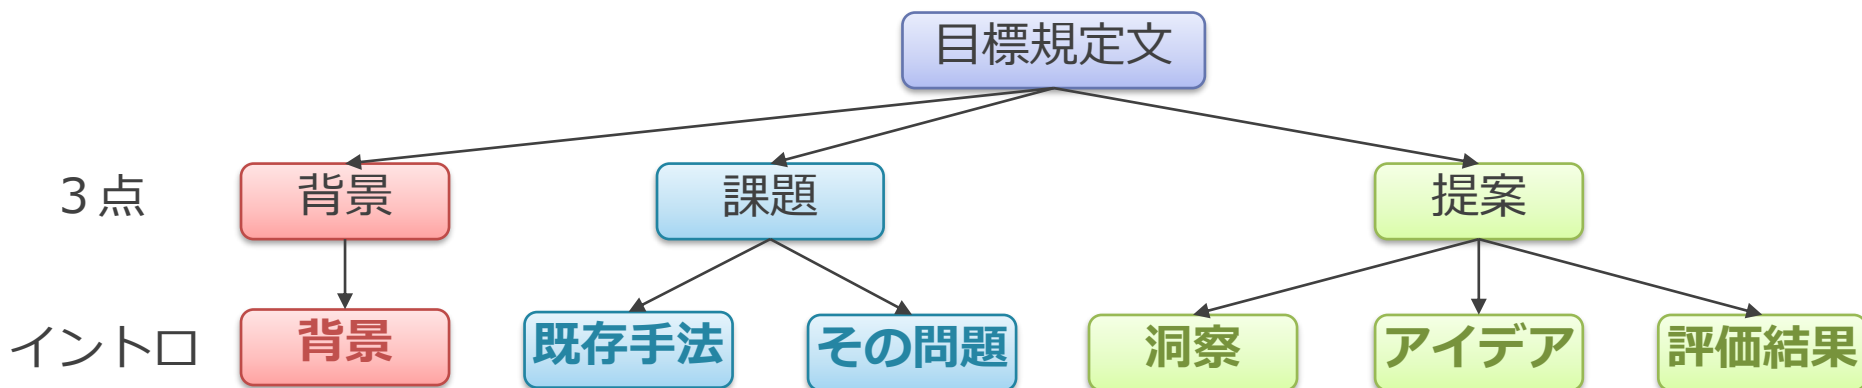 目標規定文
3点
背景
課題
提案
イントロ
背景
既存手法
その問題
洞察
アイデア
評価結果